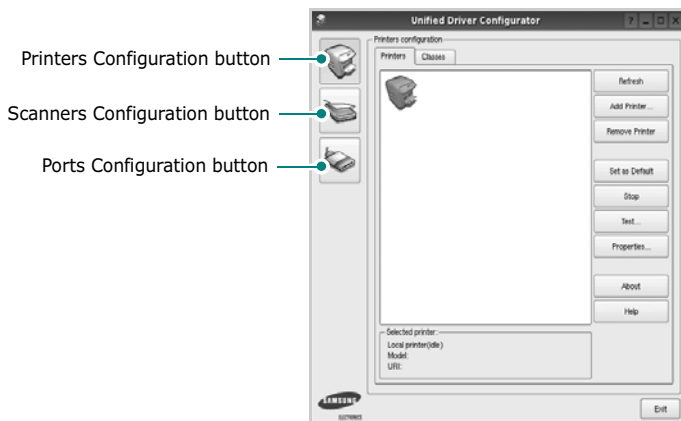 Unified Driver Configurator
Printers configuration
Printers Configuration button
Scanners Configuration button
Ports Configuration button
Printers
Classes
Refresh
Add Printer...
Remove Printer
Set as Default
Stop
Test...
Properties...
About
Help
Selected printer:
Local printer(idle)
Model:
URI:
SAMSUNG
ELECTRONICS
Exit